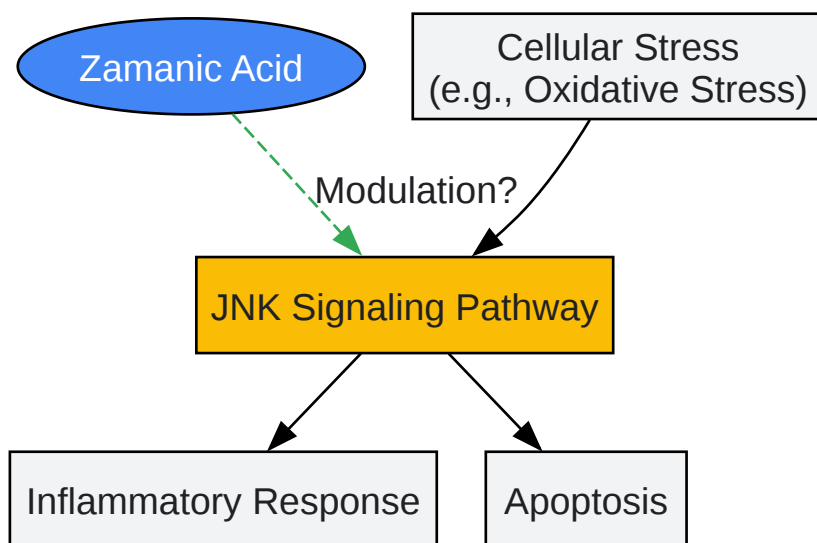 Zamanic Acid
Cellular Stress
(e.g., Oxidative Stress)
Modulation?
JNK Signaling Pathway
Inflammatory Response
Apoptosis